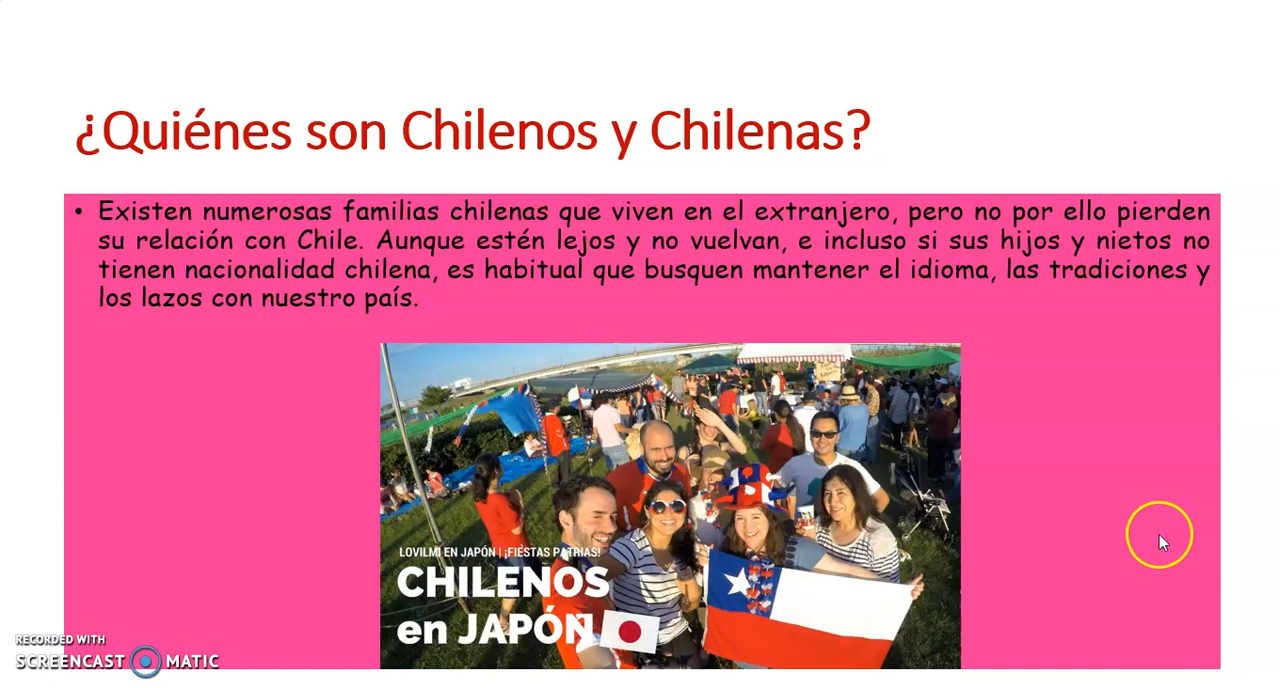 ¿Quiénes son Chilenos y Chilenas?
• Existen numerosas familias chilenas que viven en el extranjero, pero no por ello pierden
su relación con Chile. Aunque estén lejos y no vuelvan, e incluso si sus hijos y nietos no
tienen nacionalidad chilena, es habitual que busquen mantener el idioma, las tradiciones y
los lazos con nuestro país.
LOVILMI EN JAPÓN | ¡FIESTAS PATRIAS!
CHILENOS
en JAPÓN
RECORDED WITH
SCREENCAST MATIC